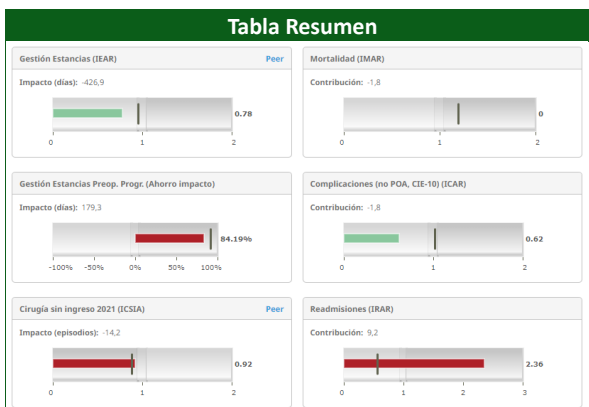 Tabla Resumen
Gestión Estancias (IEAR) Peer
Impacto (días): -426,9
0.78
0 1 2
Mortalidad (IMAR)
Contribución: -1,8
0
0 1 2
Gestión Estancias Preop. Progr. (Ahorro impacto)
Impacto (días): 179,3
84.19%
-100% -50% 0% 50% 100%
Complicaciones (no POA, CIE-10) (ICAR)
Contribución: -1,8
0.62
0 1 2
Cirugía sin ingreso 2021 (ICSIA) Peer
Impacto (episodios): -14,2
0.92
0 1 2
Readmisiones (IRAR)
Contribución: 9,2
2.36
0 1 2 3